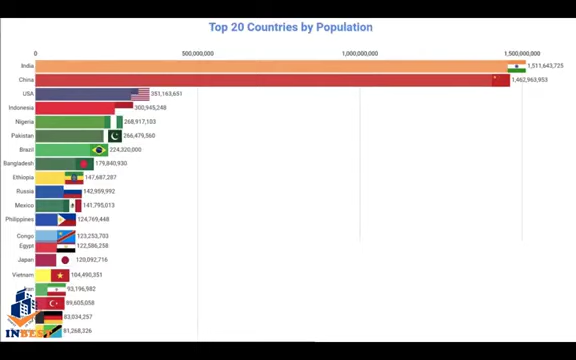 Top 20 Countries by Population
0 500,000,000 1,000,000,000 1,500,000,000
India 1,511,643,725
China 1,462,963,953
USA 351,163,651
Indonesia 300,945,248
Nigeria 268,917,103
Pakistan 266,479,560
Brazil 224,320,000
Bangladesh 179,840,930
Ethiopia 147,687,287
Russia 142,959,992
Mexico 141,795,013
Philippines 124,769,448
Congo 123,253,703
Egypt 122,586,258
Japan 120,092,716
Vietnam 104,490,351
Iran 93,196,982
89,605,058
83,034,257
81,268,326
INBEST